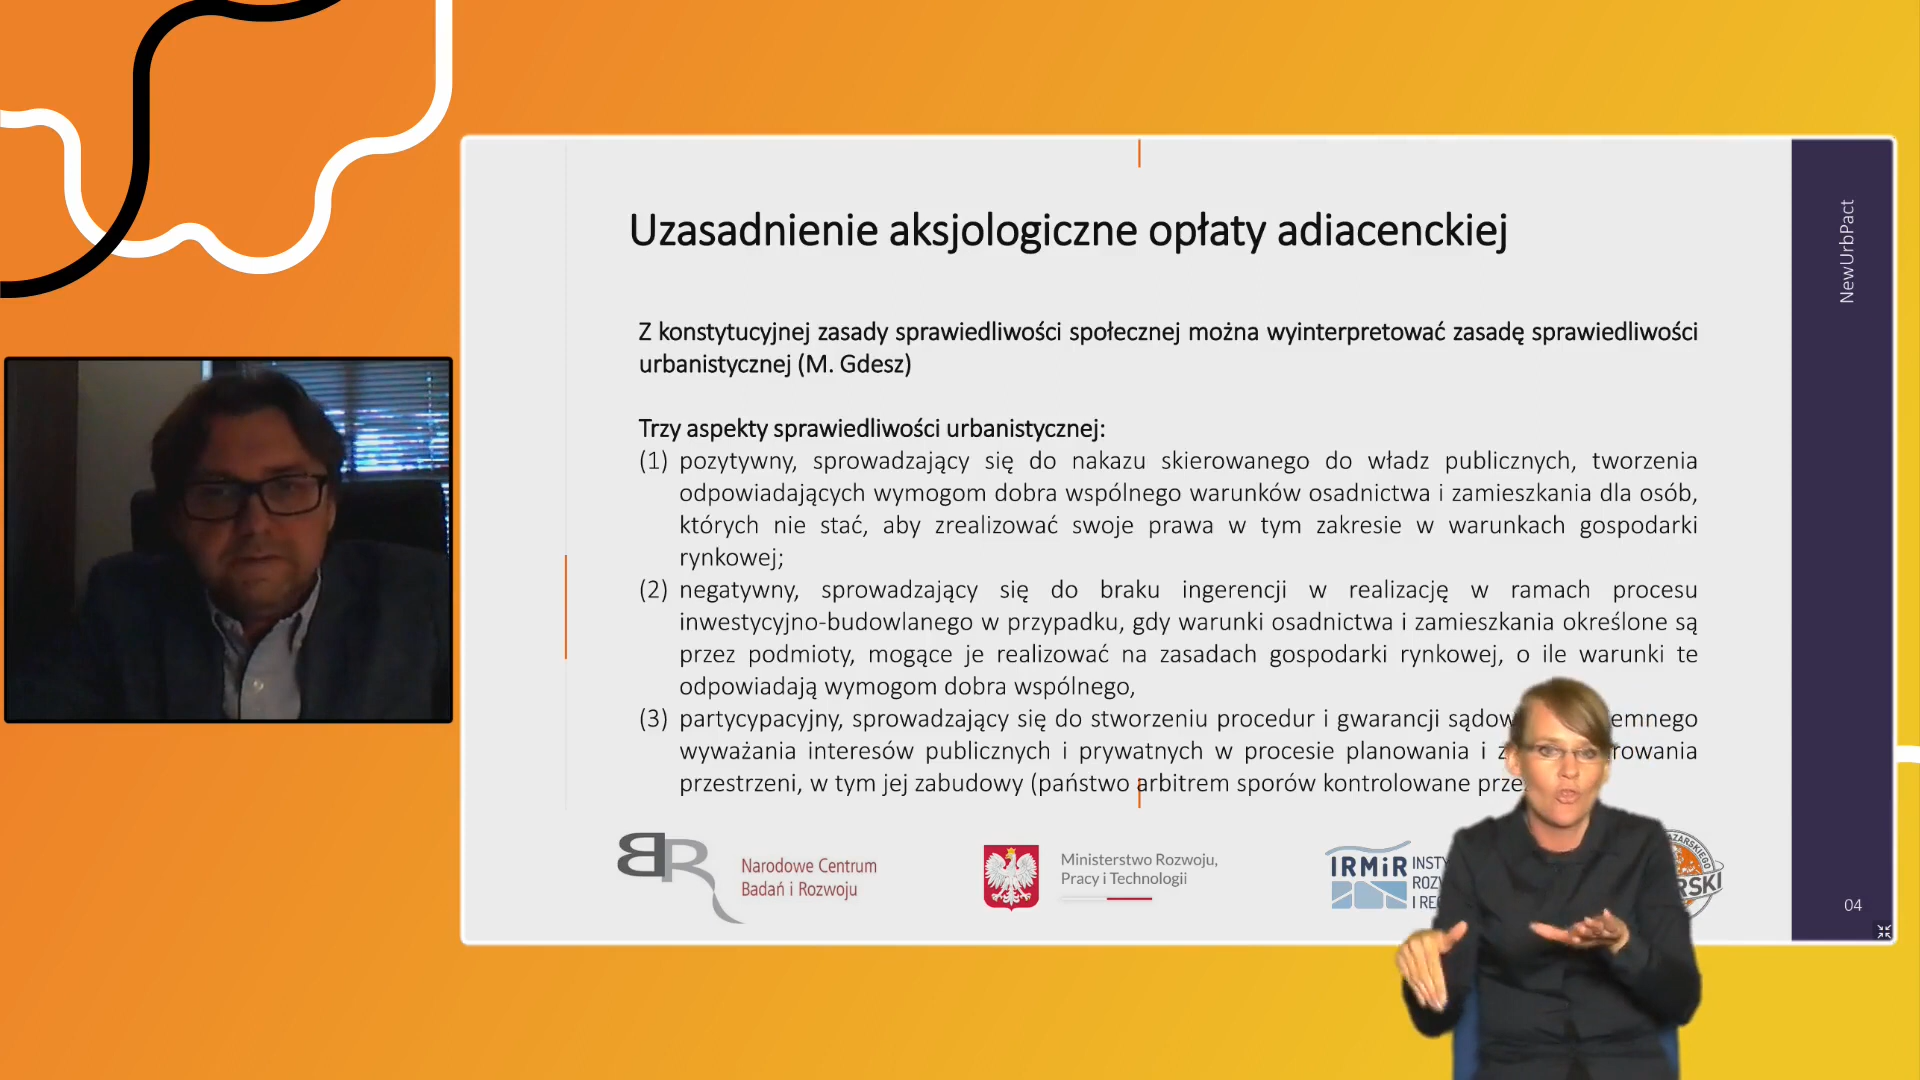 Uzasadnienie aksjologiczne opłaty adiacenckiej
Z konstytucyjnej zasady sprawiedliwości społecznej można wyinterpretować zasadę sprawiedliwości
urbanistycznej (M. Gdesz)
Trzy aspekty sprawiedliwości urbanistycznej:
(1) pozytywny, sprowadzający się do nakazu skierowanego do władz publicznych, tworzenia
odpowiadających wymogom dobra wspólnego warunków osadnictwa i zamieszkania dla osób,
których nie stać, aby zrealizować swoje prawa w tym zakresie w warunkach gospodarki
rynkowej;
(2) negatywny, sprowadzający się do braku ingerencji w realizację w ramach procesu
inwestycyjno-budowlanego w przypadku, gdy warunki osadnictwa i zamieszkania określone są
przez podmioty, mogące je realizować na zasadach gospodarki rynkowej, o ile warunki te
odpowiadają wymogom dobra wspólnego,
(3) partycypacyjny, sprowadzający się do stworzeniu procedur i gwarancji
wyważania interesów publicznych i prywatnych w procesie planowania i
przestrzeni, w tym jej zabudowy (państwo arbitrem sporów kontrolowane
NewUrbPact
BR
Narodowe Centrum
Badań i Rozwoju
Ministerstwo Rozwoju,
Pracy i Technologii
IRMiR
04